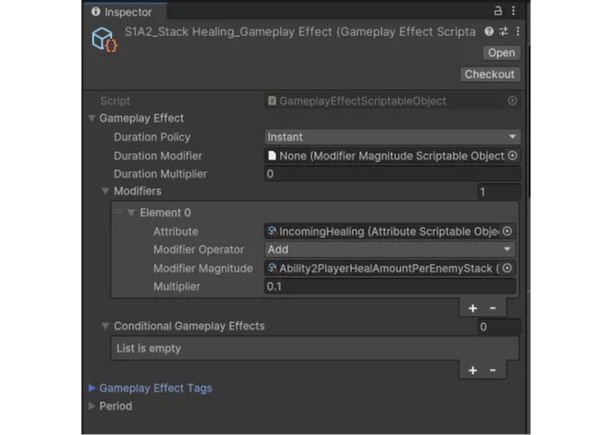 Inspector
S1A2_Stack Healing_Gameplay Effect (Gameplay Effect Scripta
Open
Checkout
Script GameplayEffectScriptableObject
Gameplay Effect
Duration Policy Instant
Duration Modifier None (Modifier Magnitude Scriptable Object
Duration Multiplier 0
Modifiers 1
Element 0
Attribute IncomingHealing (Attribute Scriptable Obje
Modifier Operator Add
Modifier Magnitude Ability2PlayerHealAmountPerEnemyStack (
Multiplier 0.1
+ -
Conditional Gameplay Effects 0
List is empty
+ -
Gameplay Effect Tags
Period